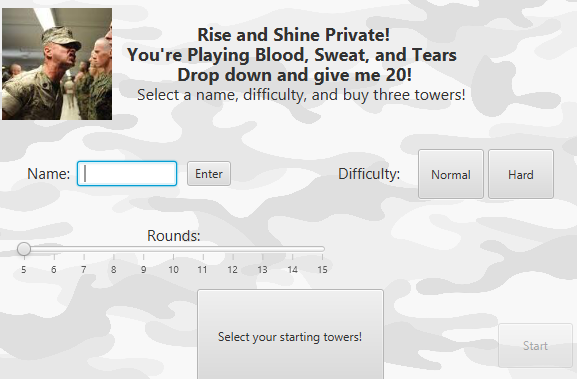 Rise and Shine Private!
You're Playing Blood, Sweat, and Tears
Drop down and give me 20!
Select a name, difficulty, and buy three towers!
Name:
Enter
Difficulty:
Normal
Hard
Rounds:
5 6 7 8 9 10 11 12 13 14 15
Select your starting towers!
Start